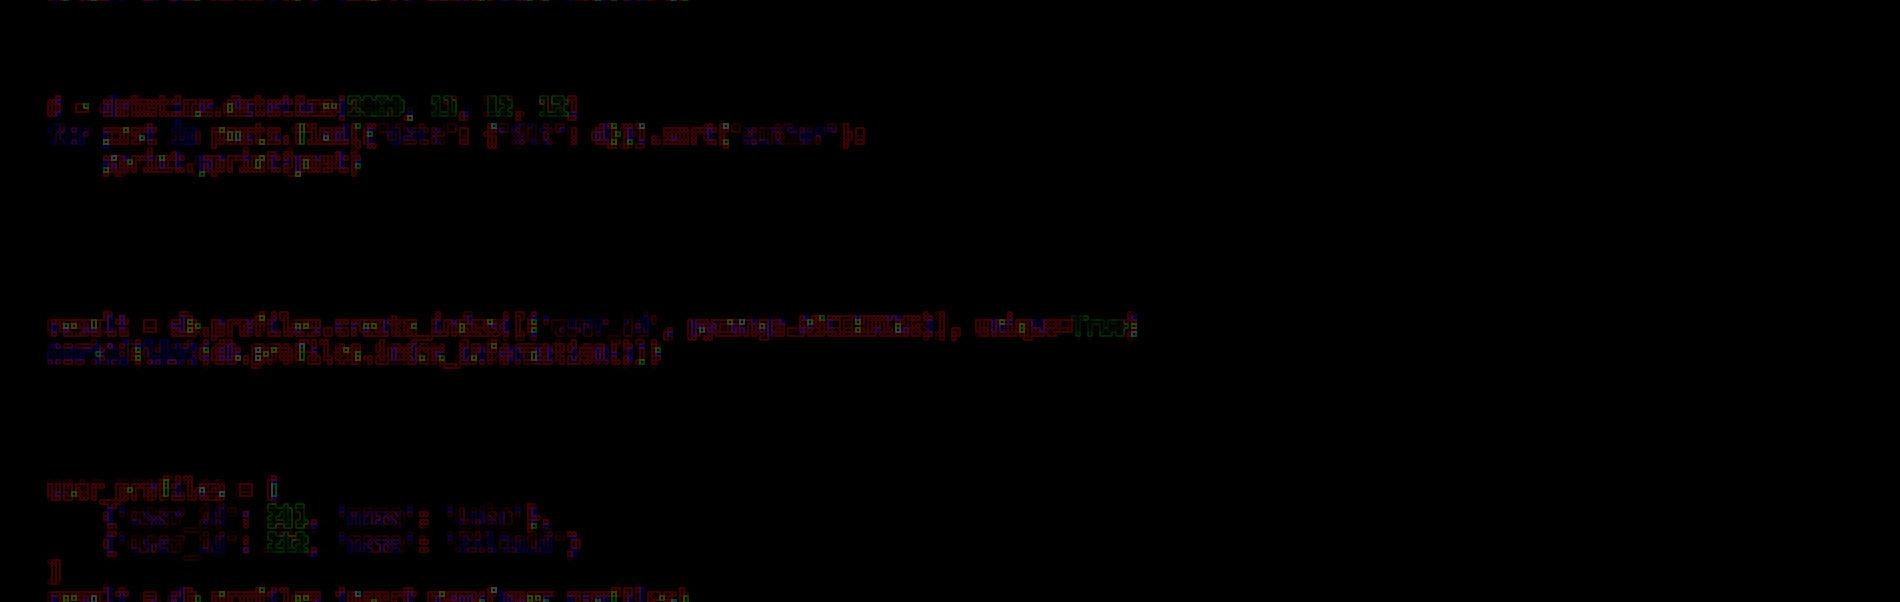 d = datetime.datetime(2009, 11, 12, 12)
for post in posts.find({"date": {"$lt": d}}).sort("author"):
    pprint.pprint(post)
result = db.profiles.create_index([('user_id', pymongo.ASCENDING)], unique=True)
sorted(list(db.profiles.index_information()))
user_profiles = [
    {'user_id': 211, 'name': 'Luke'},
    {'user_id': 212, 'name': 'Ziltoid'}
]
result = db.profiles.insert_many(user_profiles)